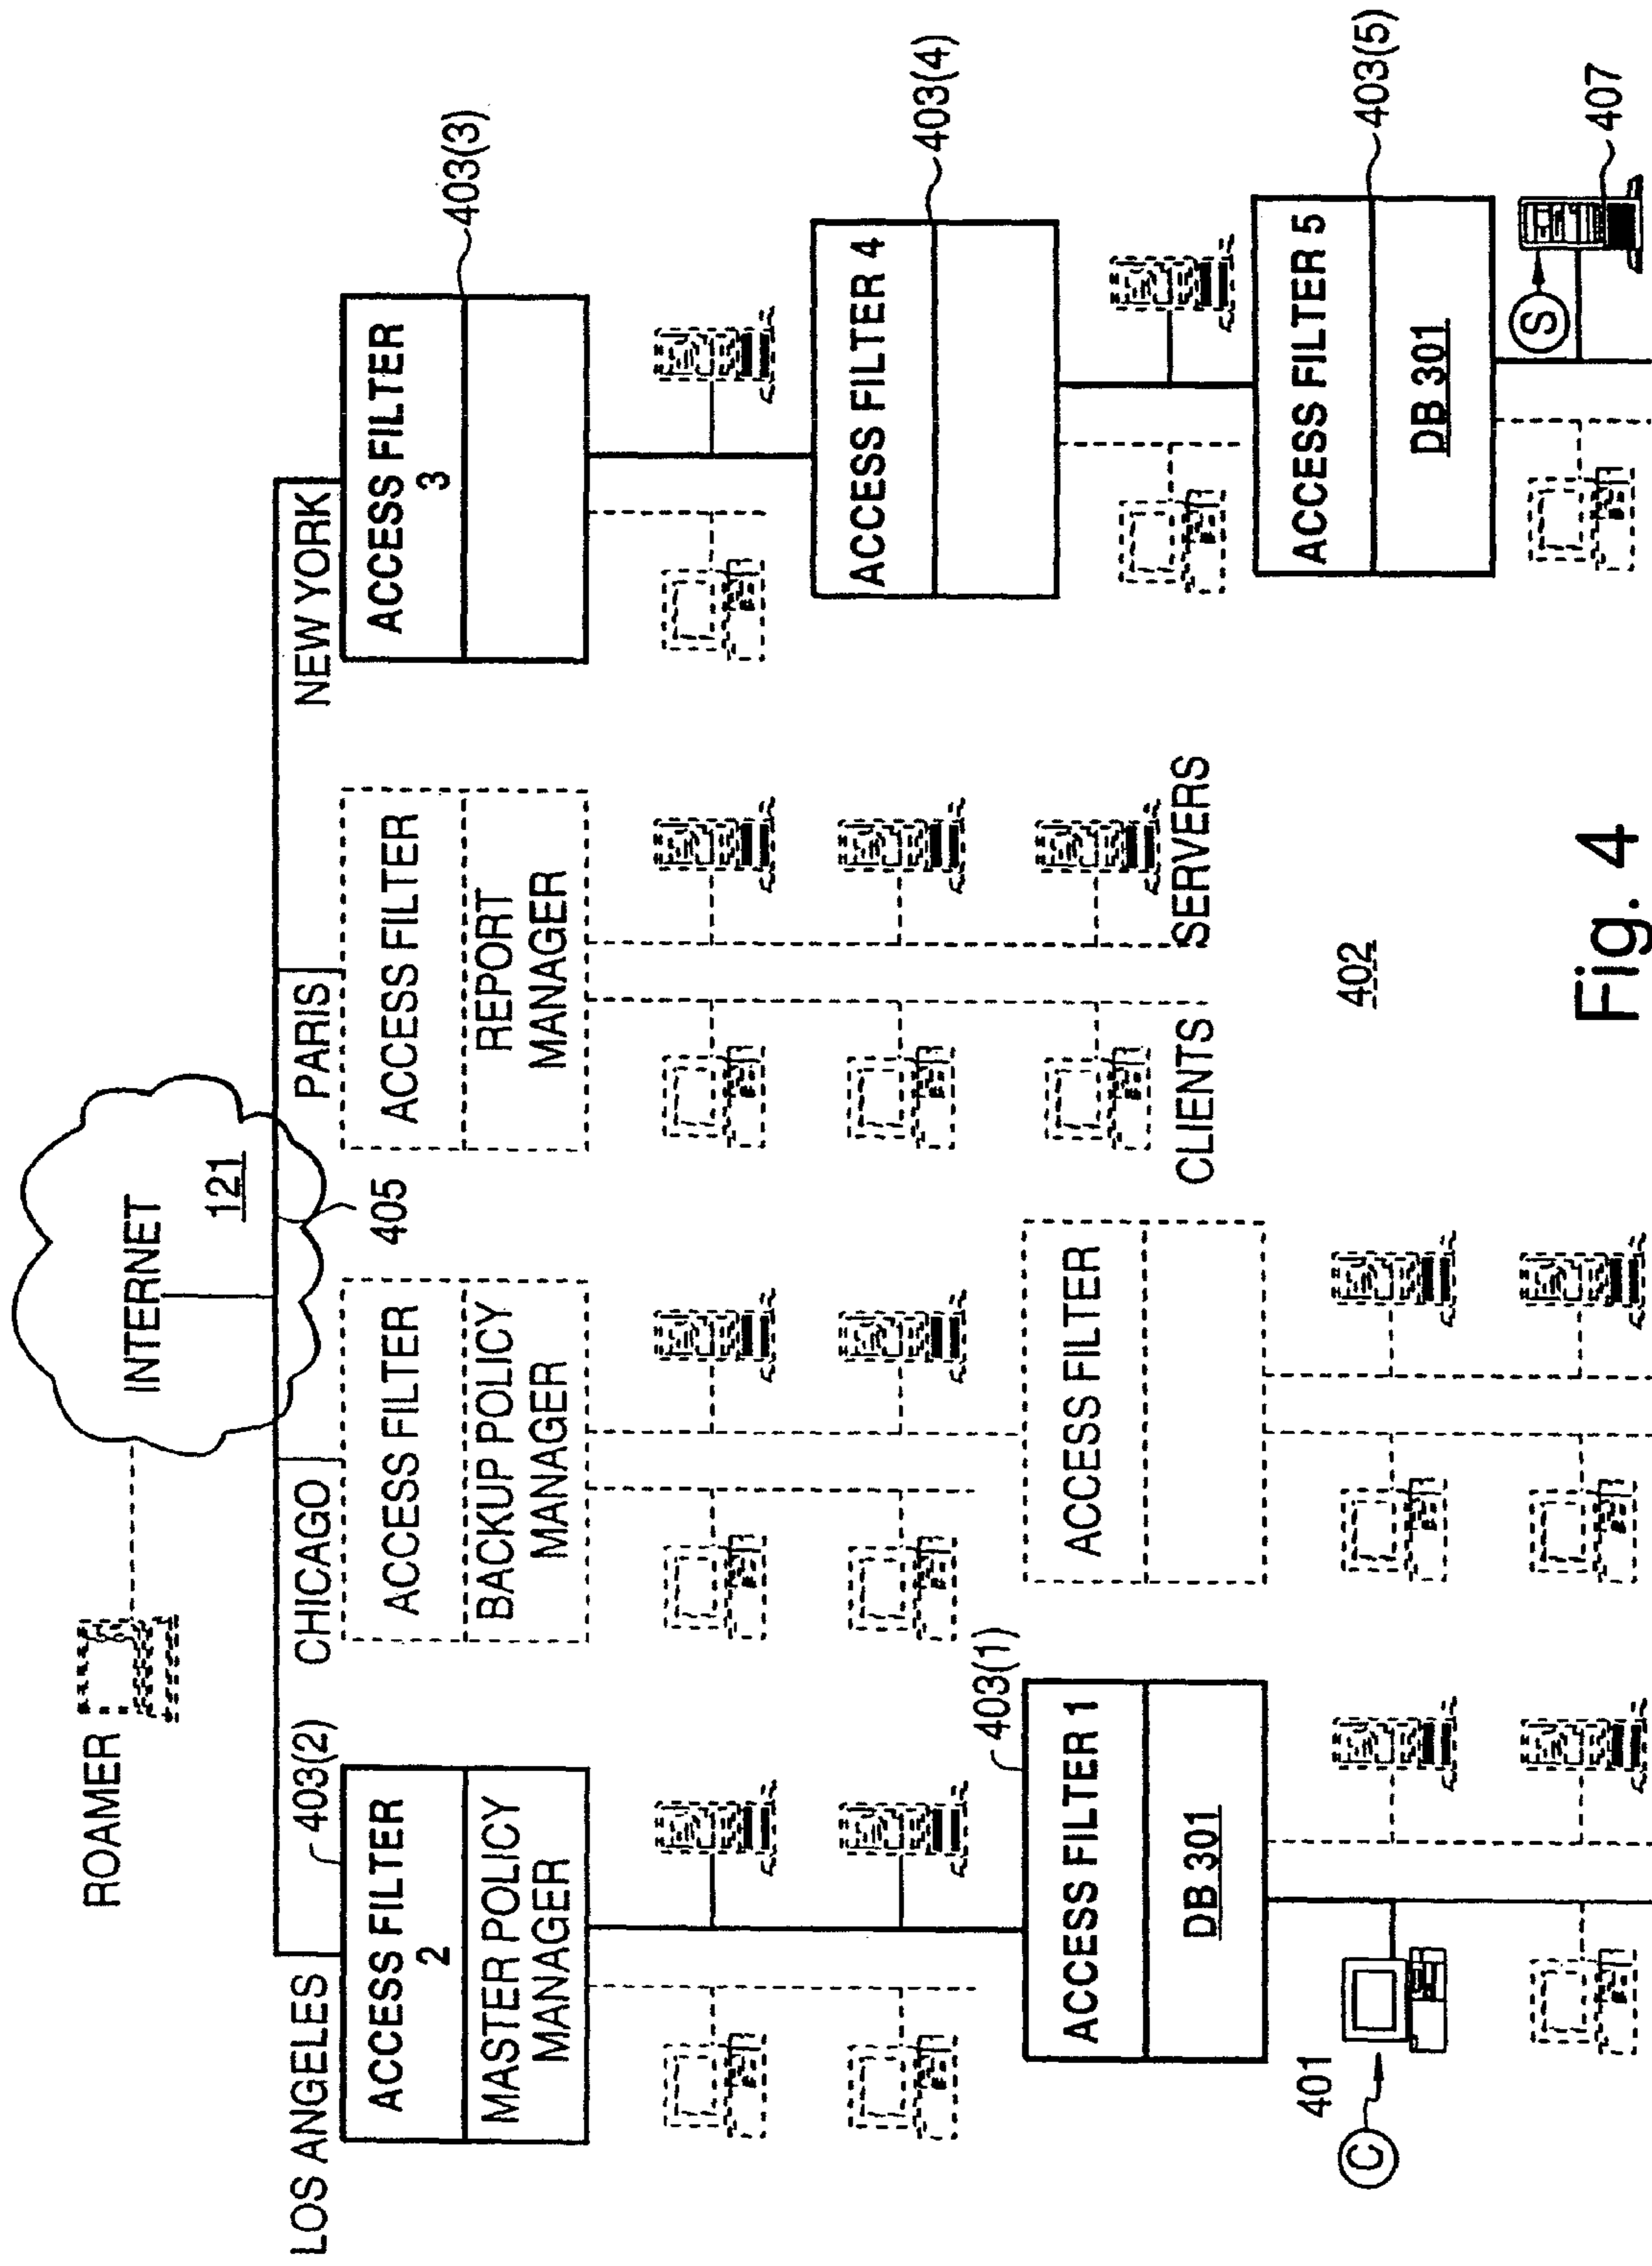 ROAMER
INTERNET
121
405
LOS ANGELES
403(2)
CHICAGO
PARIS
NEW YORK
ACCESS FILTER
2
MASTER POLICY
MANAGER
ACCESS FILTER
BACKUP POLICY
MANAGER
ACCESS FILTER
REPORT
MANAGER
ACCESS FILTER
3
403(3)
403(1)
ACCESS FILTER 1
DB 301
ACCESS FILTER
CLIENTS
SERVERS
ACCESS FILTER 4
403(4)
ACCESS FILTER 5
DB 301
403(5)
401
C
402
S
407
Fig. 4